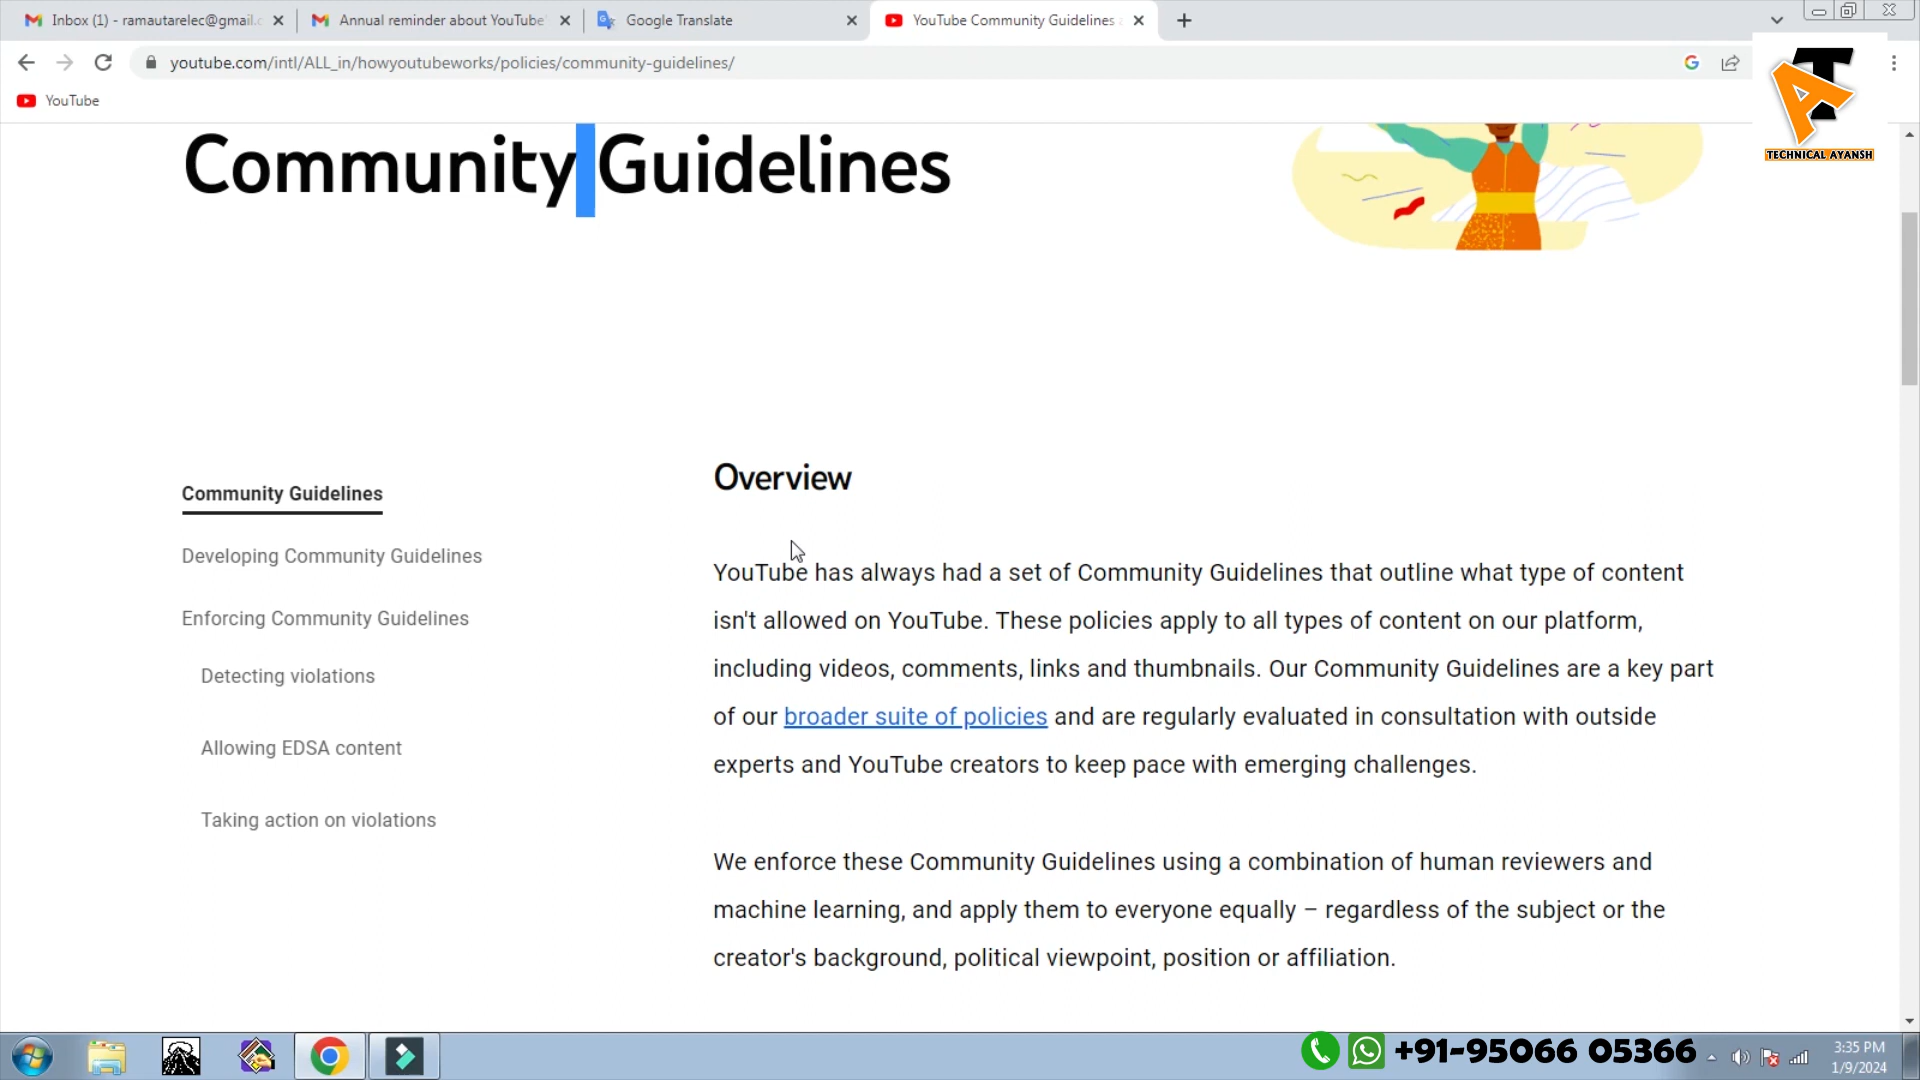 Inbox (1) - ramautarelec@gmail.c
Annual reminder about YouTube'
Google Translate
YouTube Community Guidelines
youtube.com/intl/ALL_in/howyoutubeworks/policies/community-guidelines/
YouTube
TECHNICAL AYANSH
Community Guidelines
Community Guidelines
Developing Community Guidelines
Enforcing Community Guidelines
Detecting violations
Allowing EDSA content
Taking action on violations
Overview
YouTube has always had a set of Community Guidelines that outline what type of content
isn't allowed on YouTube. These policies apply to all types of content on our platform,
including videos, comments, links and thumbnails. Our Community Guidelines are a key part
of our broader suite of policies and are regularly evaluated in consultation with outside
experts and YouTube creators to keep pace with emerging challenges.
We enforce these Community Guidelines using a combination of human reviewers and
machine learning, and apply them to everyone equally – regardless of the subject or the
creator's background, political viewpoint, position or affiliation.
+91-95066 05366
3:35 PM
1/9/2024